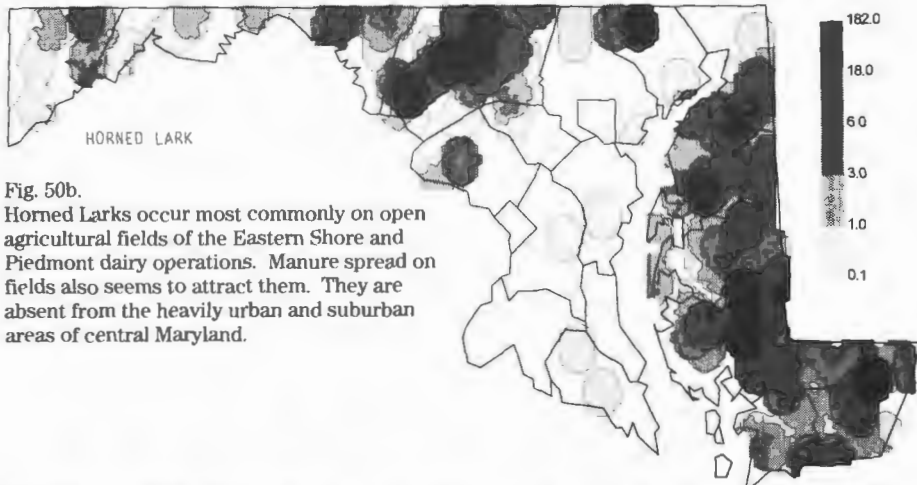 HORNED LARK
Fig. 50b.
Horned Larks occur most commonly on open
agricultural fields of the Eastern Shore and
Piedmont dairy operations. Manure spread on
fields also seems to attract them. They are
absent from the heavily urban and suburban
areas of central Maryland.
182.0
18.0
6.0
3.0
1.0
0.1